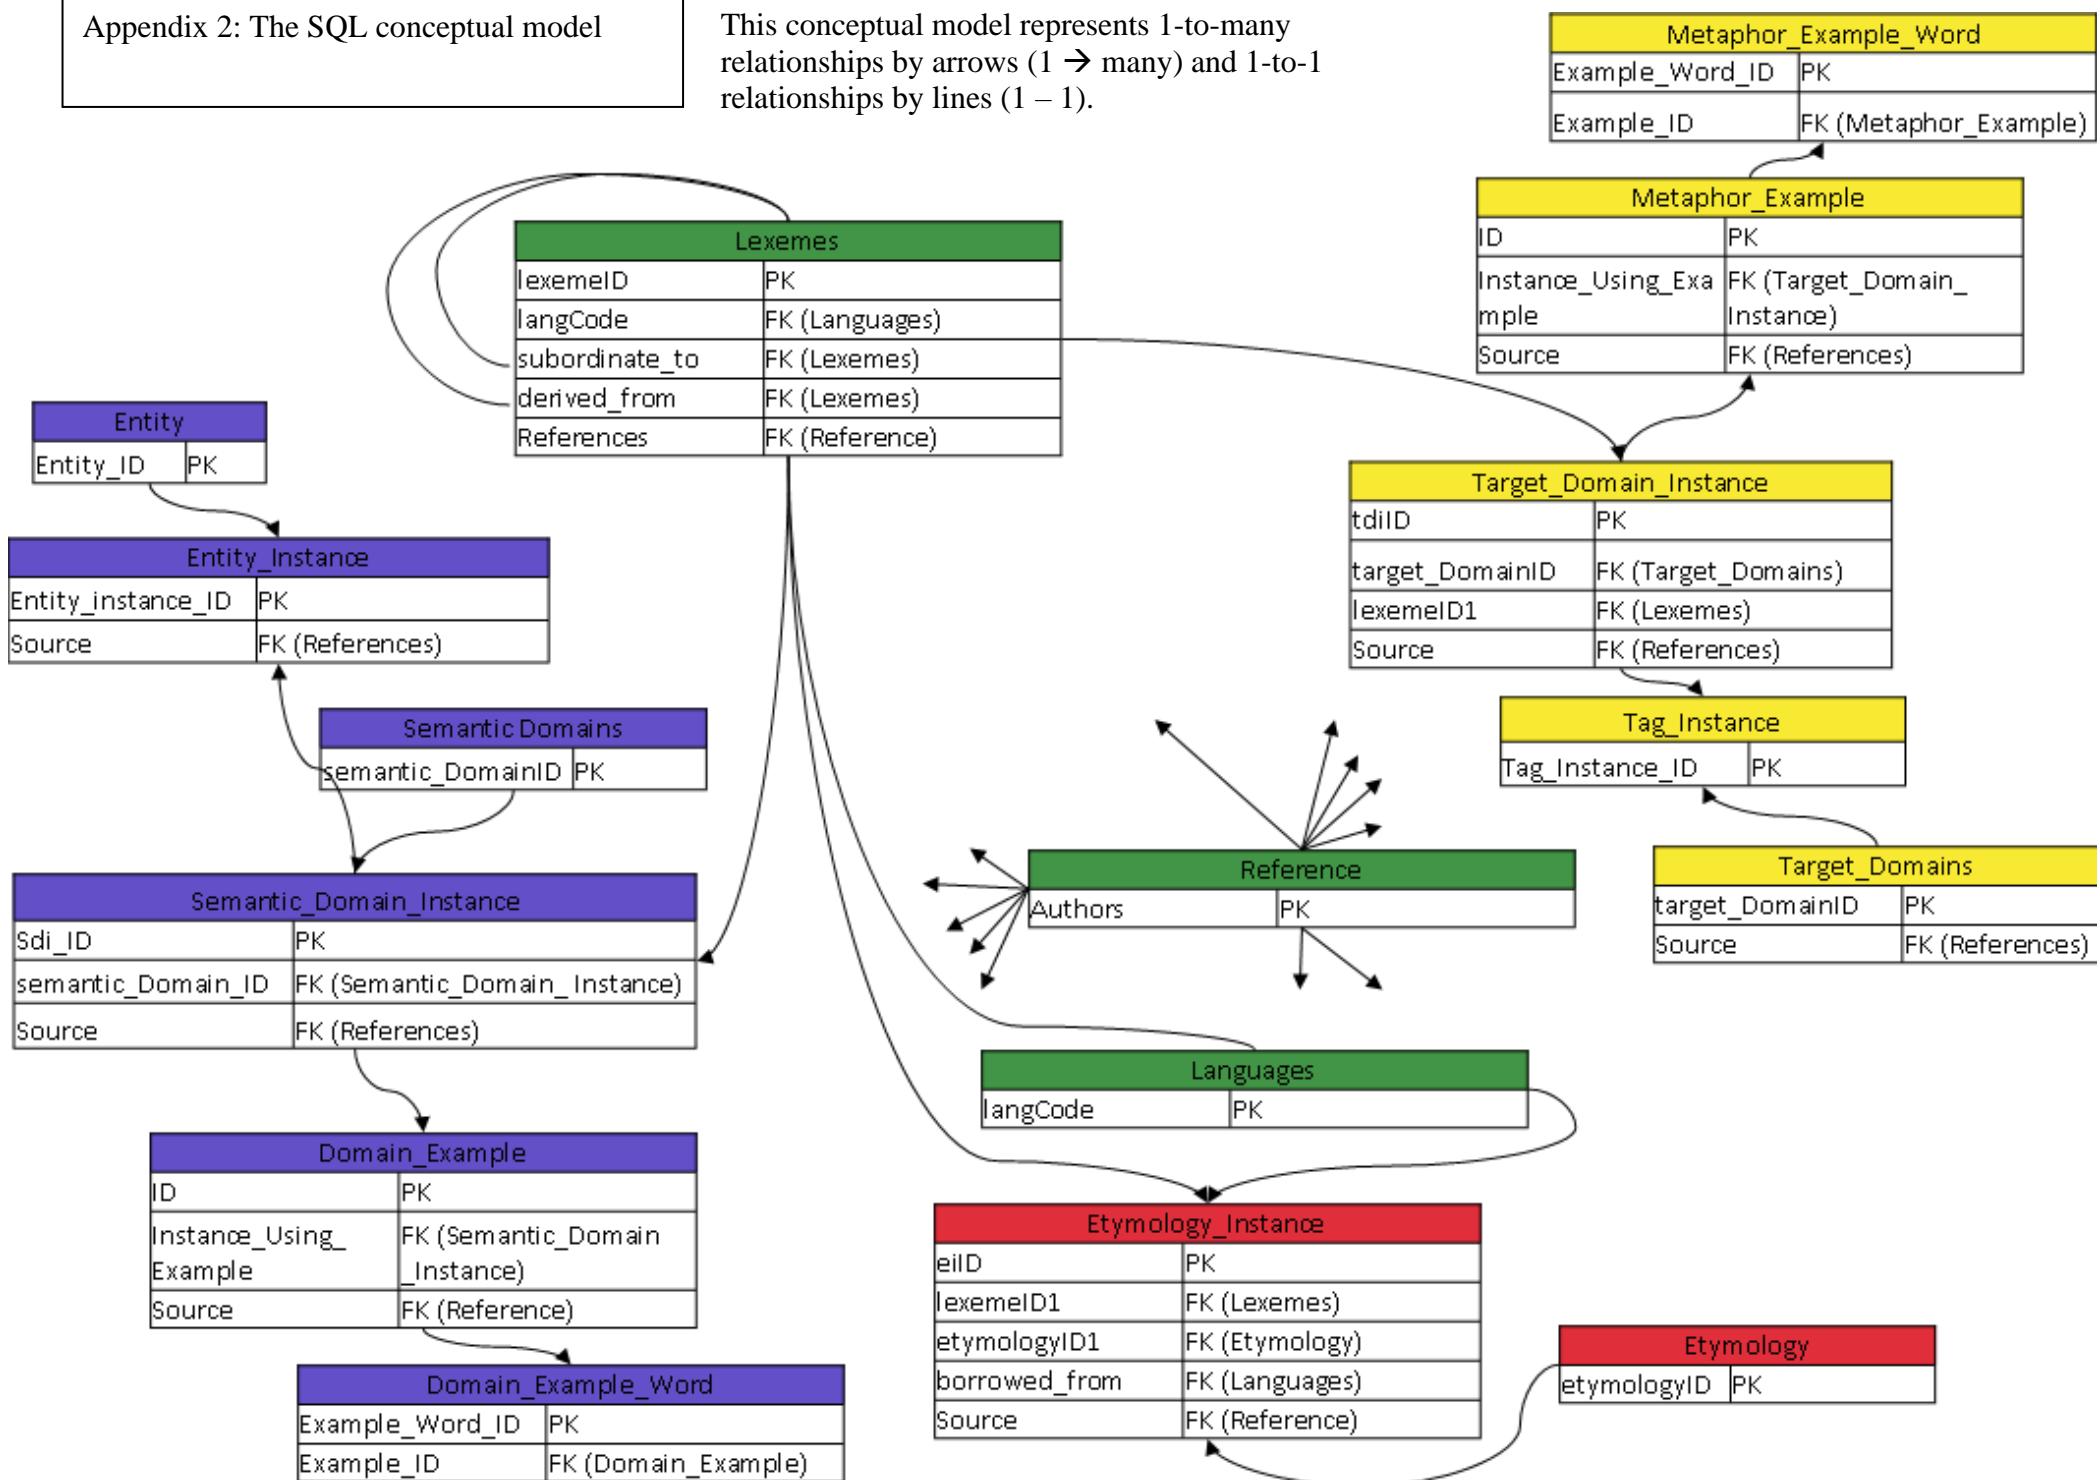 Appendix 2: The SQL conceptual model
This conceptual model represents 1-to-many
relationships by arrows (1 → many) and 1-to-1
relationships by lines (1 – 1).
Metaphor_Example_Word
Example_Word_ID PK
Example_ID FK (Metaphor_Example)
Metaphor_Example
ID PK
Instance_Using_Exa FK (Target_Domain_
mple Instance)
Source FK (References)
Lexemes
lexemeID PK
langCode FK (Languages)
subordinate_to FK (Lexemes)
derived_from FK (Lexemes)
References FK (Reference)
Entity
Entity_ID PK
Entity_Instance
Entity_instance_ID PK
Source FK (References)
Target_Domain_Instance
tdiID PK
target_DomainID FK (Target_Domains)
lexemeID1 FK (Lexemes)
Source FK (References)
Semantic Domains
semantic_DomainID PK
Tag_Instance
Tag_Instance_ID PK
Reference
Authors PK
Target_Domains
target_DomainID PK
Source FK (References)
Semantic_Domain_Instance
Sdi_ID PK
semantic_Domain_ID FK (Semantic_Domain_ Instance)
Source FK (References)
Languages
langCode PK
Domain_Example
ID PK
Instance_Using_ FK (Semantic_Domain
Example _Instance)
Source FK (Reference)
Etymology_Instance
eiID PK
lexemeID1 FK (Lexemes)
etymologyID1 FK (Etymology)
borrowed_from FK (Languages)
Source FK (Reference)
Etymology
etymologyID PK
Domain_Example_Word
Example_Word_ID PK
Example_ID FK (Domain_Example)